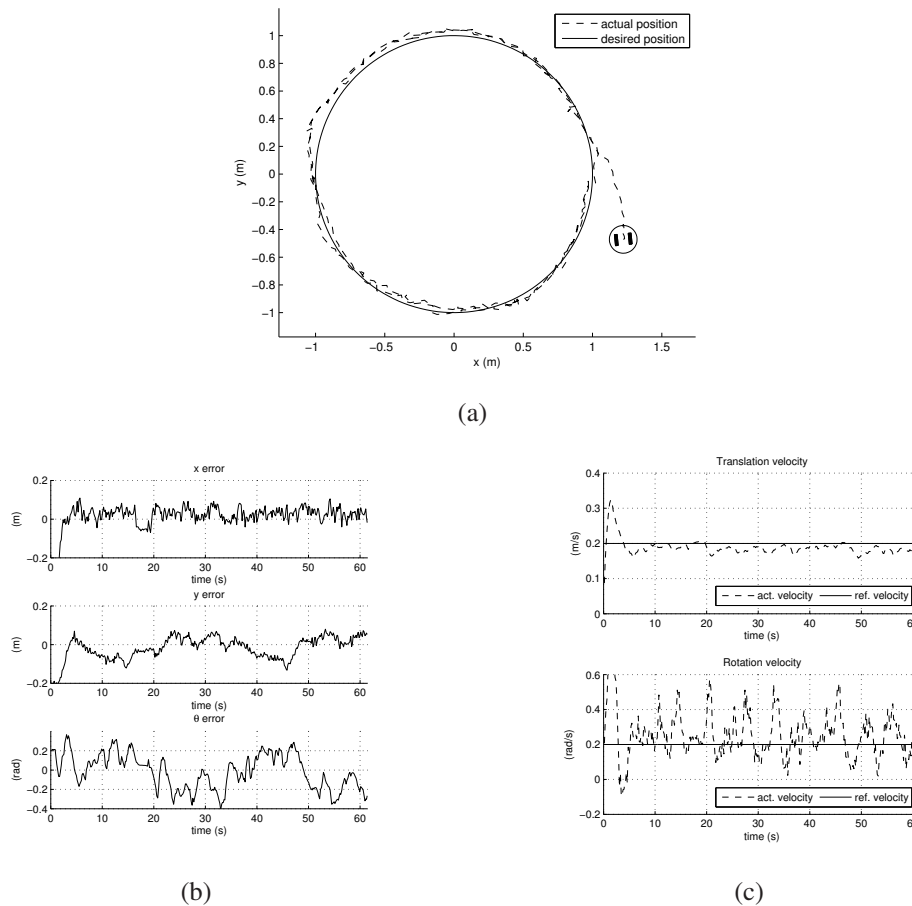 actual position
desired position
1
0.8
0.6
0.4
0.2
0
−0.2
−0.4
−0.6
−0.8
−1
y (m)
−1
−0.5
0
0.5
1
1.5
x (m)
(a)
x error
0.2
0
−0.2
(m)
0
10
20
30
40
50
60
time (s)
y error
0.2
0
−0.2
(m)
0
10
20
30
40
50
60
time (s)
θ error
0.2
0
−0.2
−0.4
(rad)
0
10
20
30
40
50
60
time (s)
(b)
Translation velocity
0.4
0.3
0.2
0.1
0
(m/s)
act. velocity
ref. velocity
0
10
20
30
40
50
60
time (s)
Rotation velocity
0.6
0.4
0.2
0
−0.2
(rad/s)
act. velocity
ref. velocity
0
10
20
30
40
50
time (s)
(c)